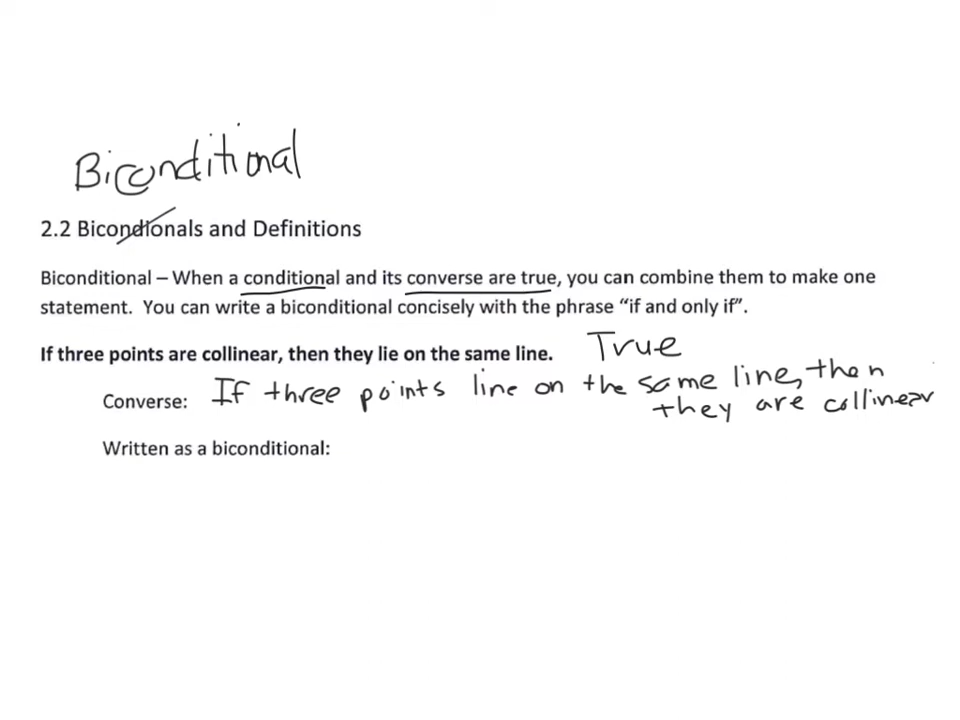 Biconditional
2.2 Bicondionals and Definitions
Biconditional – When a conditional and its converse are true, you can combine them to make one
statement. You can write a biconditional concisely with the phrase “if and only if”.
If three points are collinear, then they lie on the same line. True
Converse: If three points line on the same line, then
they are collinear
Written as a biconditional: